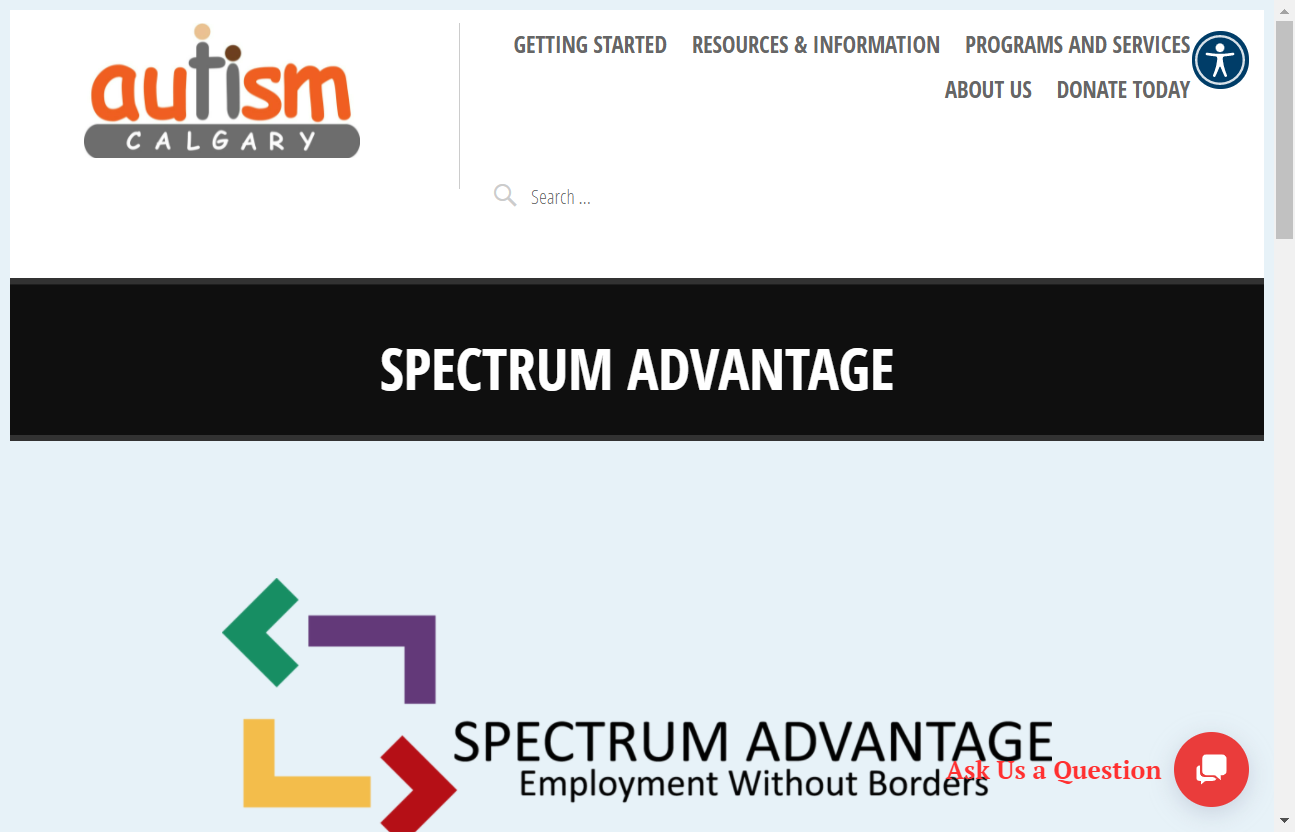 autism
CALGARY
GETTING STARTED RESOURCES & INFORMATION PROGRAMS AND SERVICES
ABOUT US DONATE TODAY
Search ...
SPECTRUM ADVANTAGE
SPECTRUM ADVANTAGE
Employment Without Borders
Ask Us a Question